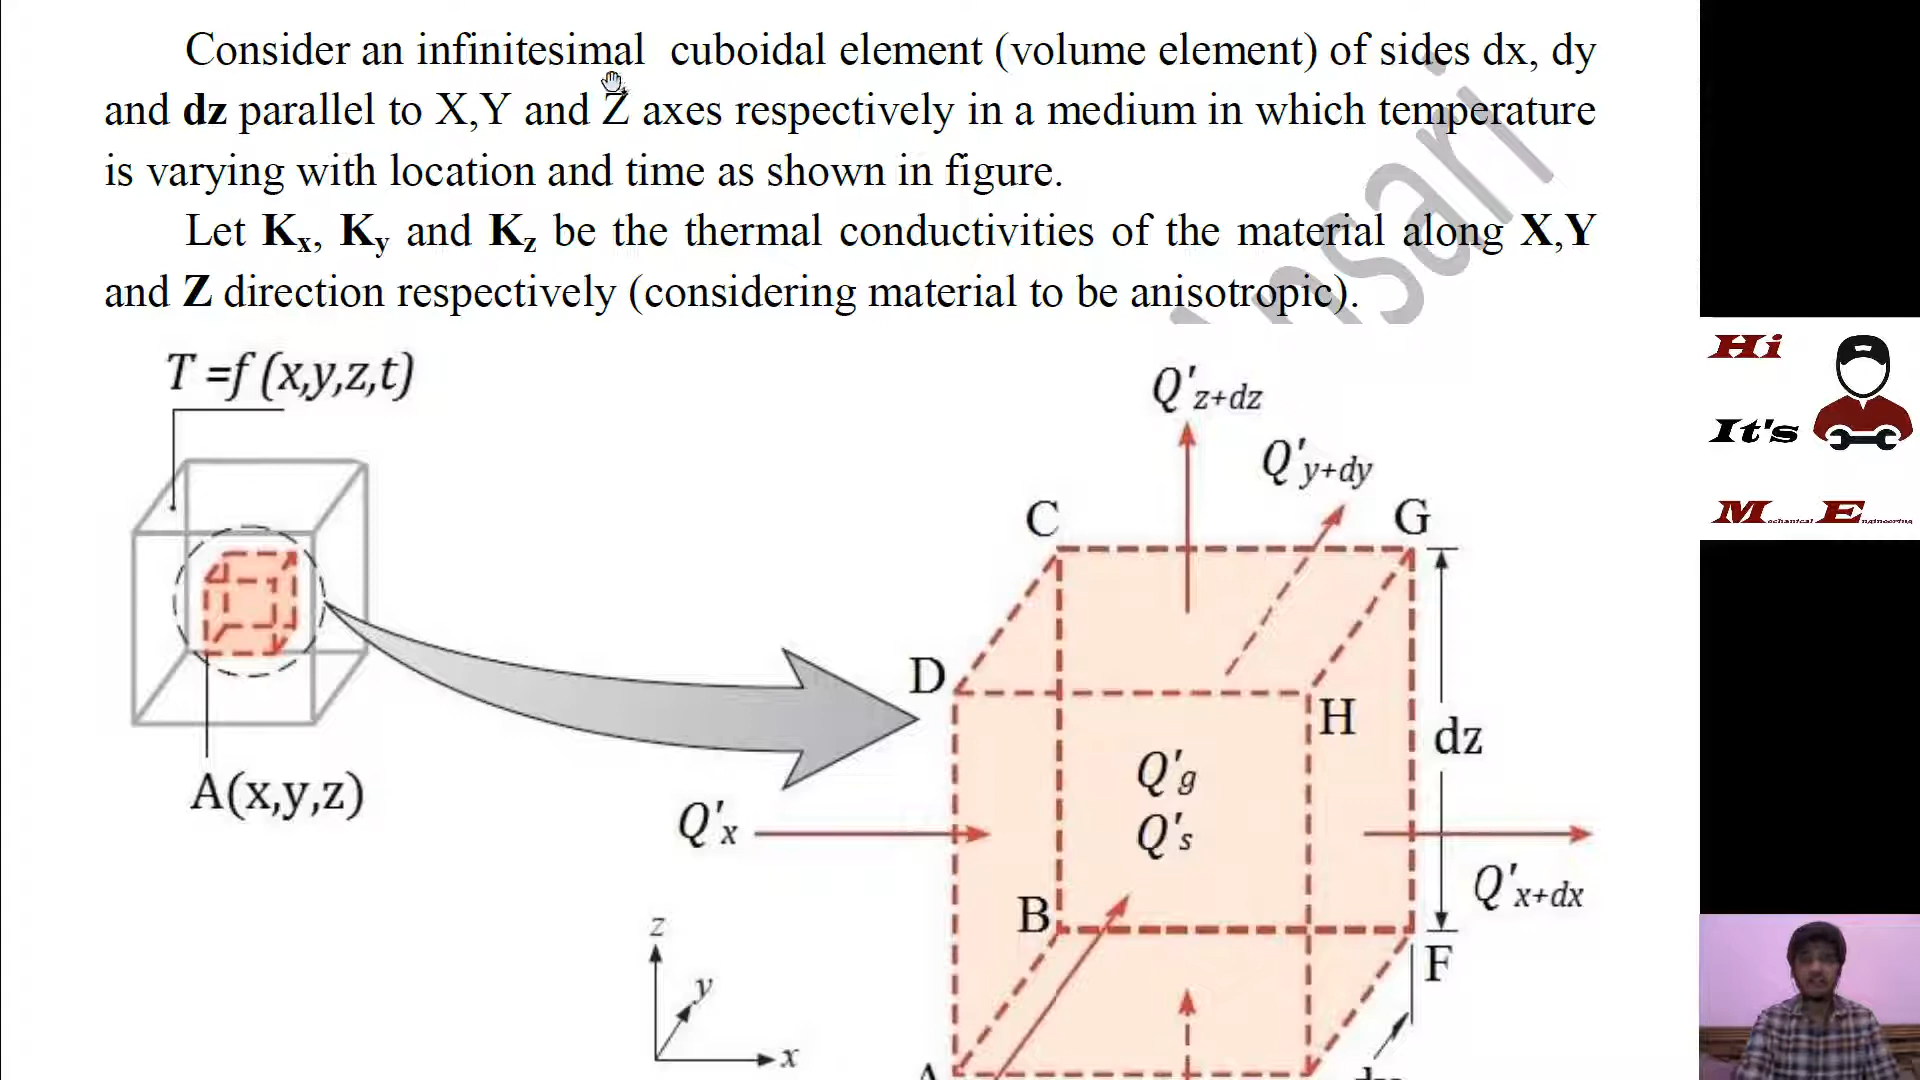 Consider an infinitesimal cuboidal element (volume element) of sides dx, dy
and dz parallel to X,Y and Z axes respectively in a medium in which temperature
is varying with location and time as shown in figure.
Let Kx, Ky and Kz be the thermal conductivities of the material along X,Y
and Z direction respectively (considering material to be anisotropic).
T =f (x,y,z,t)
A(x,y,z)
Q'z+dz
Q'y+dy
C
G
D
H
dz
Q'g
Q's
Q'x
Q'x+dx
B
F
z
y
x
A
Ansari
Hi
It's
Mechanical Engineering